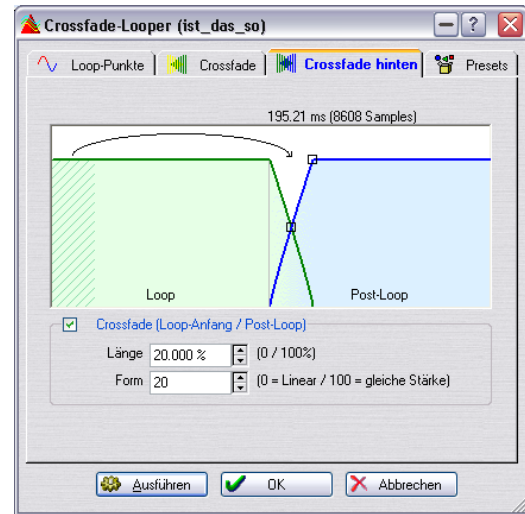 Crossfade-Looper (ist_das_so)
Loop-Punkte Crossfade Crossfade hinten Presets
195.21 ms (8608 Samples)
Loop Post-Loop
Crossfade (Loop-Anfang / Post-Loop)
Länge 20.000 % (0 / 100%)
Form 20 (0 = Linear / 100 = gleiche Stärke)
Ausführen OK Abbrechen